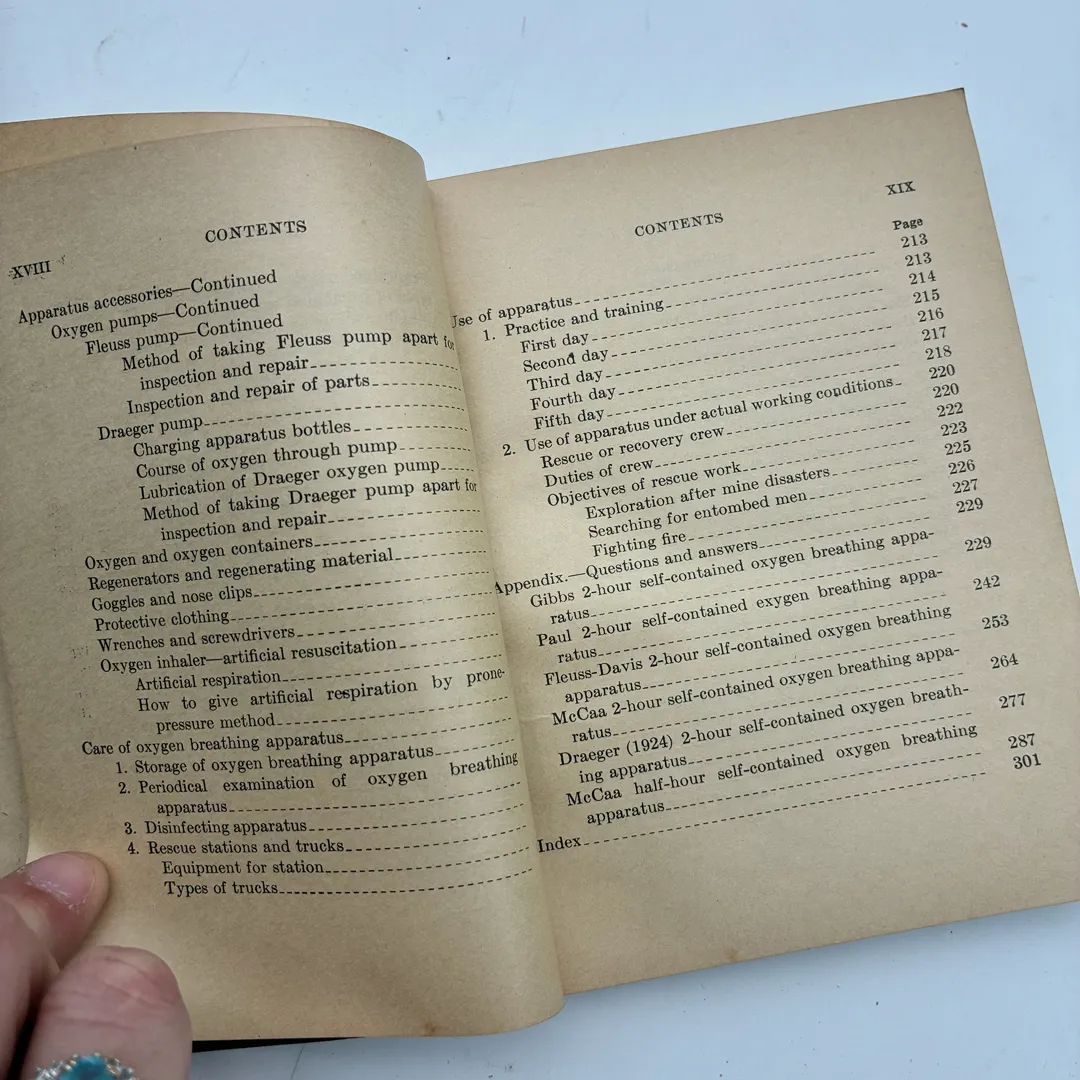 XVIII
CONTENTS
Apparatus accessories—Continued
Oxygen pumps—Continued
Fleuss pump—Continued
Method of taking Fleuss pump apart for
inspection and repair
Inspection and repair of parts
Draeger pump
Charging apparatus bottles
Course of oxygen through pump
Lubrication of Draeger oxygen pump
Method of taking Draeger pump apart for
inspection and repair
Oxygen and oxygen containers
Regenerators and regenerating material
Goggles and nose clips
Protective clothing
Wrenches and screwdrivers
Oxygen inhaler—artificial resuscitation
Artificial respiration
How to give artificial respiration by prone-
pressure method
Care of oxygen breathing apparatus
1. Storage of oxygen breathing apparatus
2. Periodical examination of oxygen breathing
apparatus
3. Disinfecting apparatus
4. Rescue stations and trucks
Equipment for station
Types of trucks
CONTENTS
XIX
Page
Use of apparatus 213
1. Practice and training 213
First day 214
Second day 215
Third day 216
Fourth day 217
Fifth day 218
2. Use of apparatus under actual working conditions 220
Rescue or recovery crew 220
Duties of crew 222
Objectives of rescue work 223
Exploration after mine disasters 225
Searching for entombed men 226
Fighting fire 227
Appendix.—Questions and answers 229
Gibbs 2-hour self-contained oxygen breathing appa-
ratus 229
Paul 2-hour self-contained exygen breathing appa-
ratus 242
Fleuss-Davis 2-hour self-contained oxygen breathing
apparatus 253
McCaa 2-hour self-contained oxygen breathing appa-
ratus 264
Draeger (1924) 2-hour self-contained oxygen breath-
ing apparatus 277
McCaa half-hour self-contained oxygen breathing
apparatus 287
Index 301